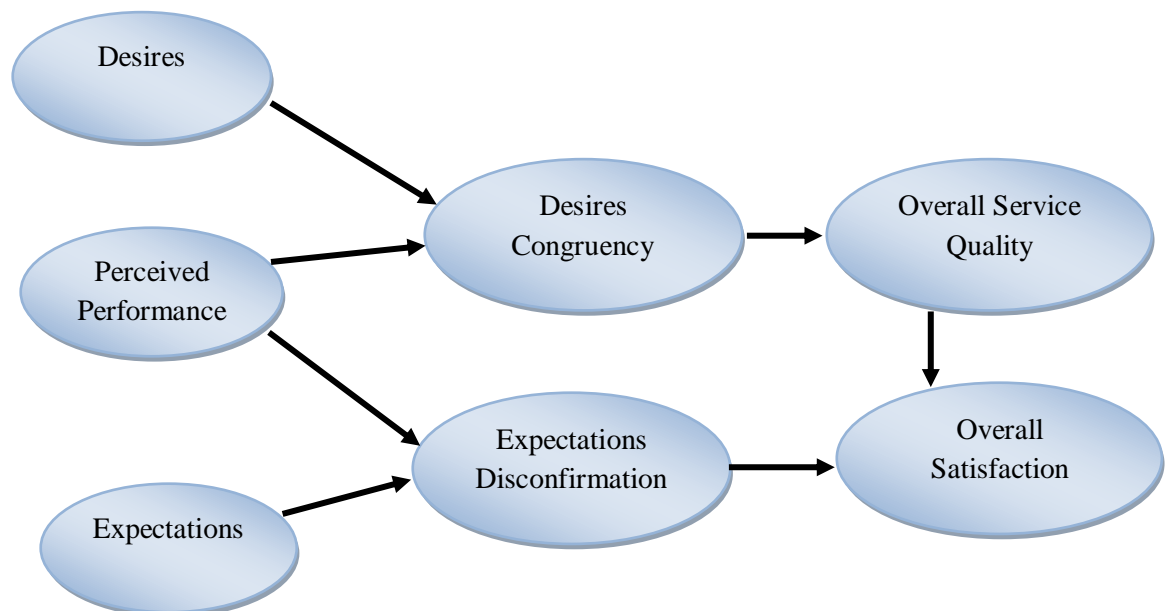 Desires
Perceived
Performance
Expectations
Desires
Congruency
Expectations
Disconfirmation
Overall Service
Quality
Overall
Satisfaction